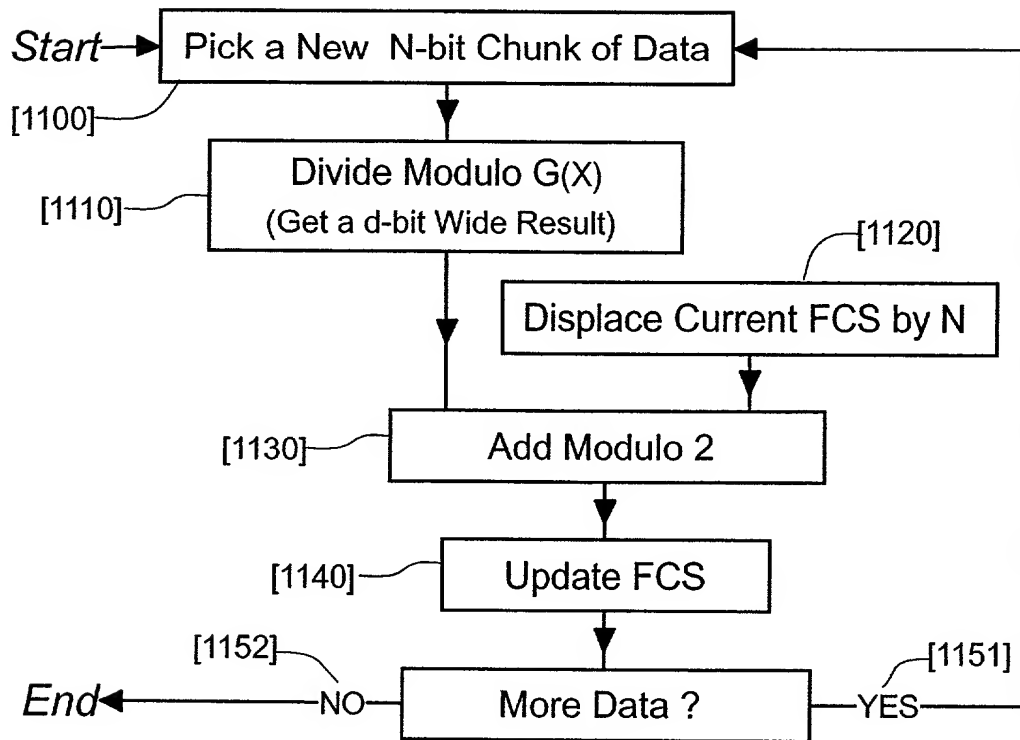 Start
Pick a New N-bit Chunk of Data
[1100]
Divide Modulo G(X)
(Get a d-bit Wide Result)
[1110]
[1120]
Displace Current FCS by N
[1130]
Add Modulo 2
[1140]
Update FCS
[1152]
[1151]
End
NO
More Data ?
YES